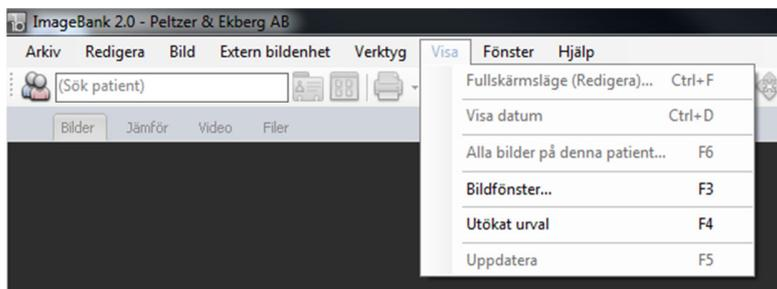 ImageBank 2.0 - Peltzer & Ekberg AB
Arkiv Redigera Bild Extern bildenhet Verktyg Visa Fönster Hjälp
(Sök patient)
Bilder Jämför Video Filer
Fullskärmsläge (Redigera)... Ctrl+F
Visa datum Ctrl+D
Alla bilder på denna patient... F6
Bildfönster... F3
Utökat urval F4
Uppdatera F5